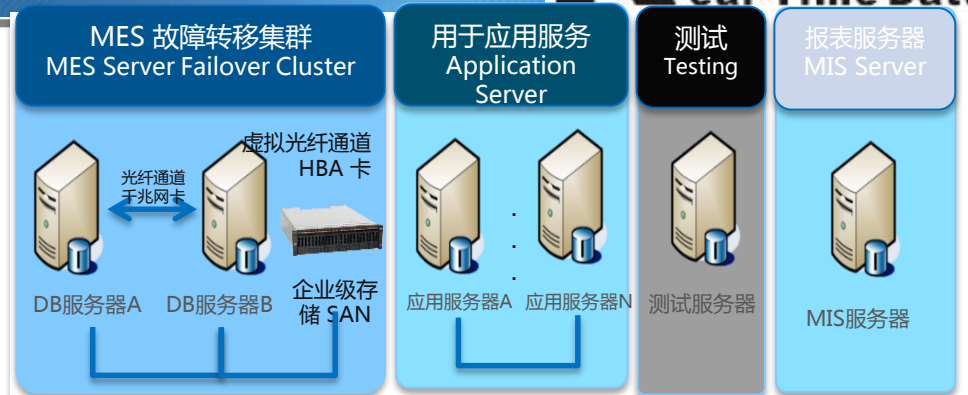 MES 故障转移集群
MES Server Failover Cluster
虚拟光纤通道
HBA 卡
光纤通道
千兆网卡
DB服务器A
DB服务器B
企业级存
储 SAN
用于应用服务
Application
Server
.
.
.
应用服务器A
应用服务器N
测试
Testing
测试服务器
报表服务器
MIS Server
MIS服务器